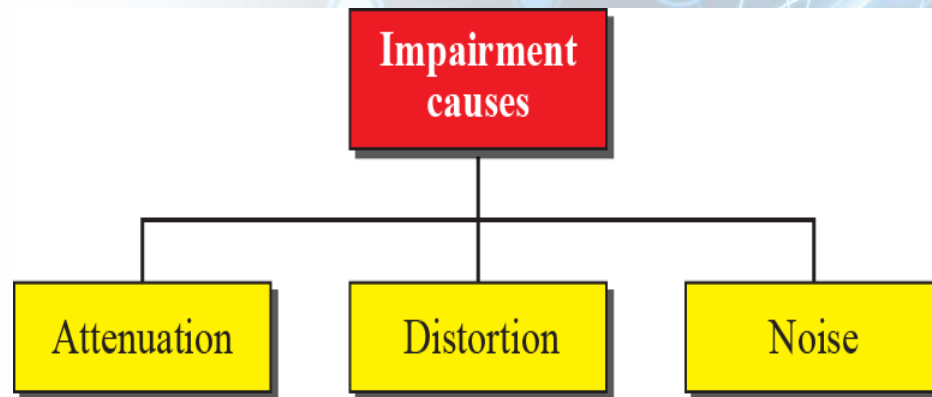 Impairment
causes
Attenuation
Distortion
Noise